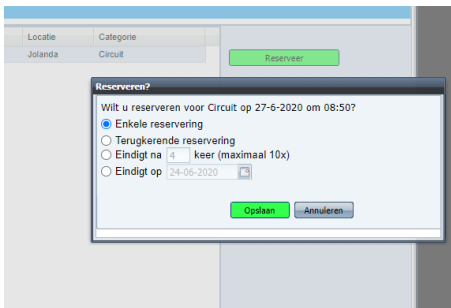 Locatie Categorie
Jolanda Circuit
Reserveer
Reserveren?
Wilt u reserveren voor Circuit op 27-6-2020 om 08:50?
Enkele reservering
Terugkerende reservering
Eindigt na 4 keer (maximaal 10x)
Eindigt op 24-06-2020
Opslaan Annuleren